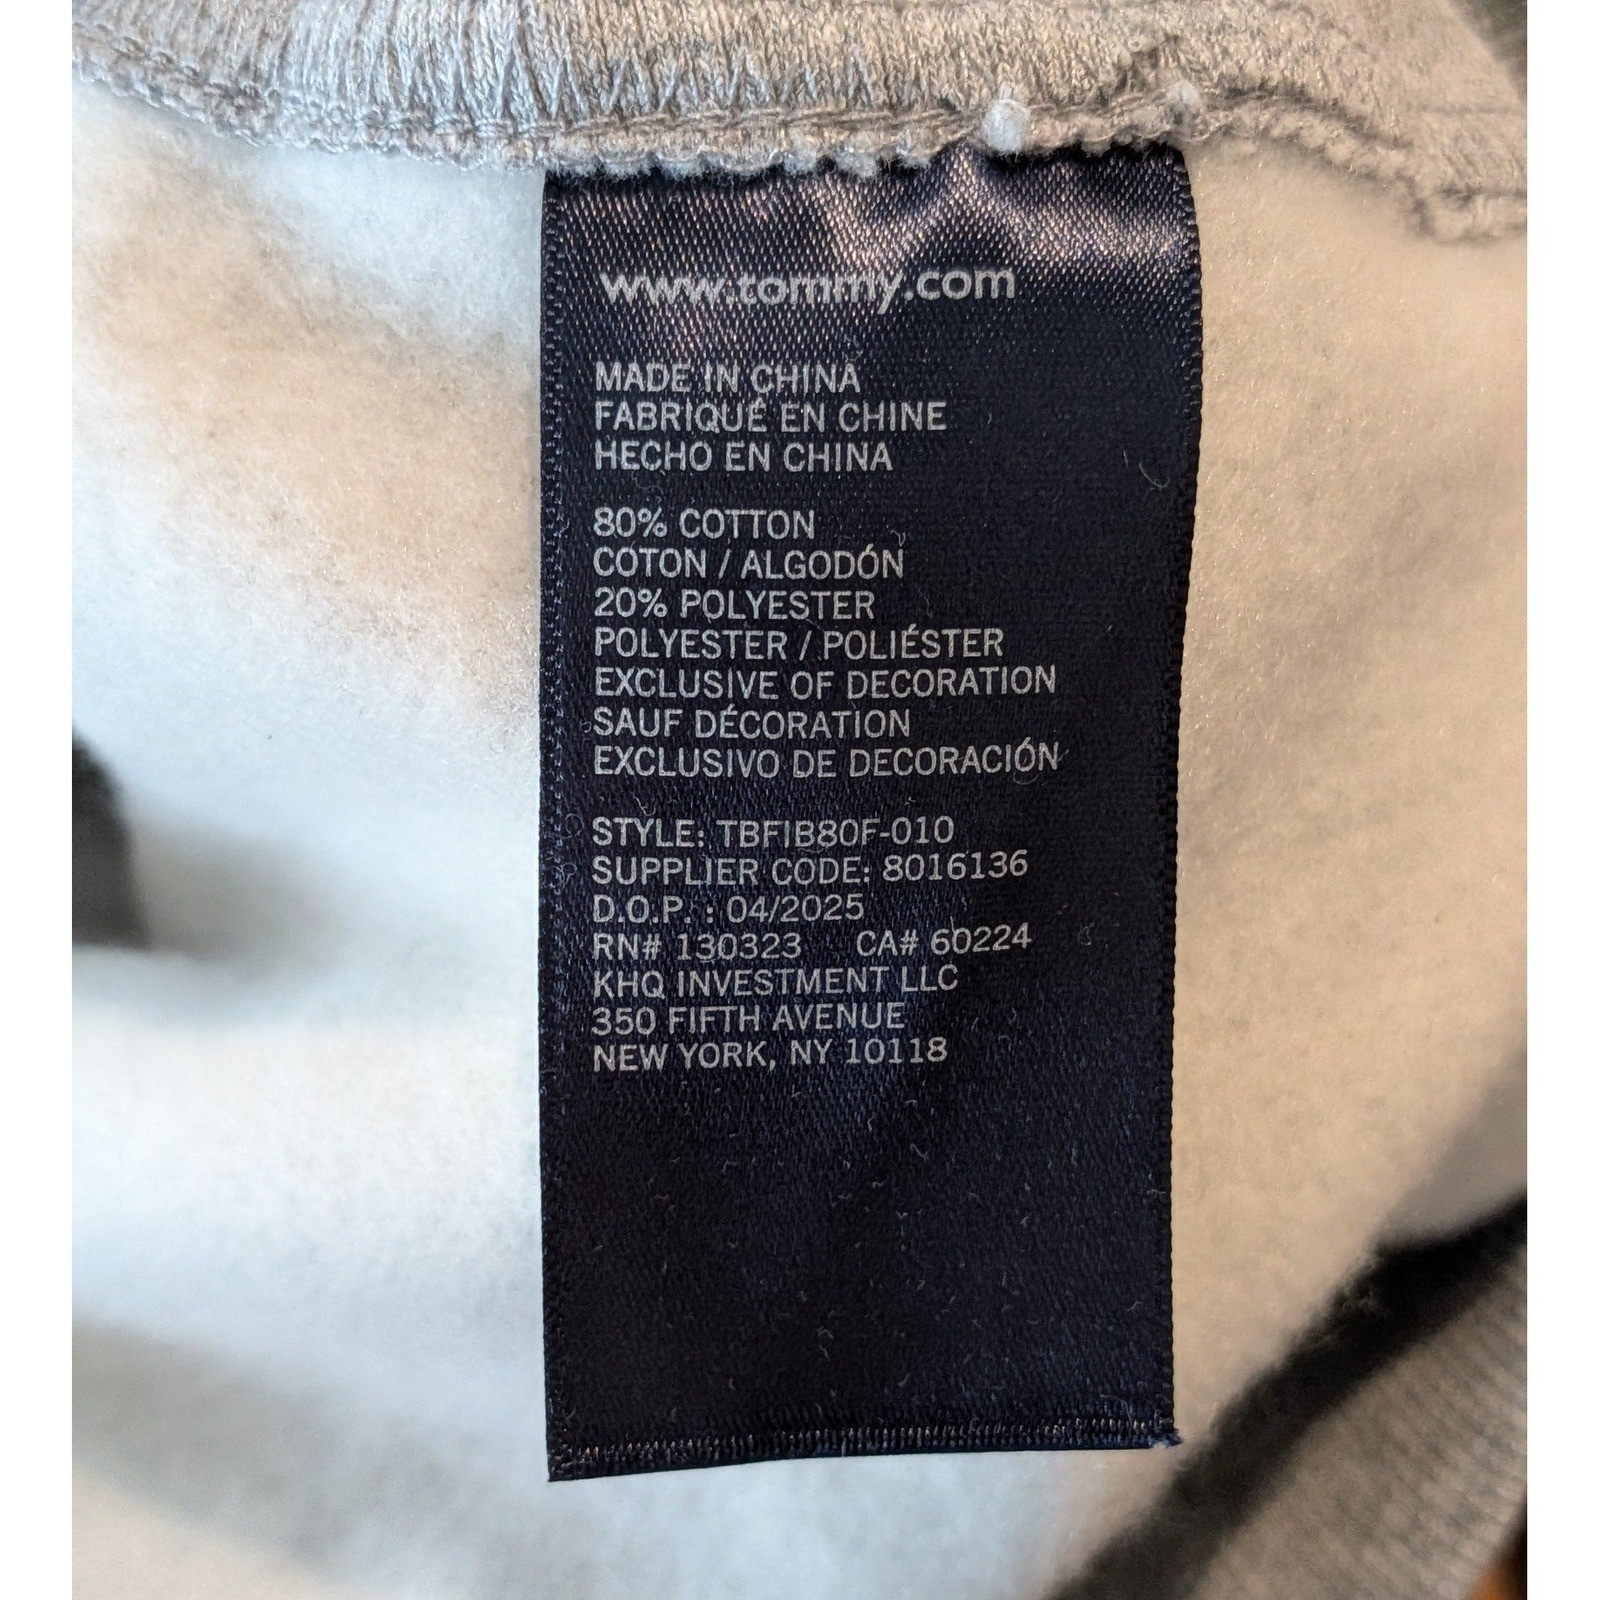 www.tommy.com
MADE IN CHINA
FABRIQUÉ EN CHINE
HECHO EN CHINA
80% COTTON
COTON / ALGODÓN
20% POLYESTER
POLYESTER / POLIÉSTER
EXCLUSIVE OF DECORATION
SAUF DÉCORATION
EXCLUSIVO DE DECORACIÓN
STYLE: TBFIB80F-010
SUPPLIER CODE: 8016136
D.O.P. : 04/2025
RN# 130323 CA# 60224
KHQ INVESTMENT LLC
350 FIFTH AVENUE
NEW YORK, NY 10118